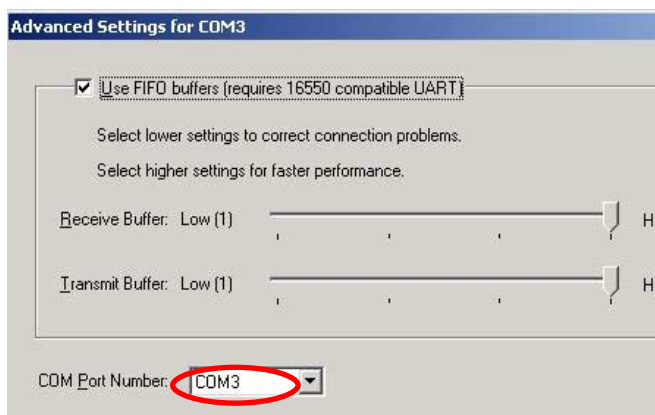 Advanced Settings for COM3
Use FIFO buffers (requires 16550 compatible UART)
Select lower settings to correct connection problems.
Select higher settings for faster performance.
Receive Buffer: Low (1) H
Transmit Buffer: Low (1) H
COM Port Number: COM3